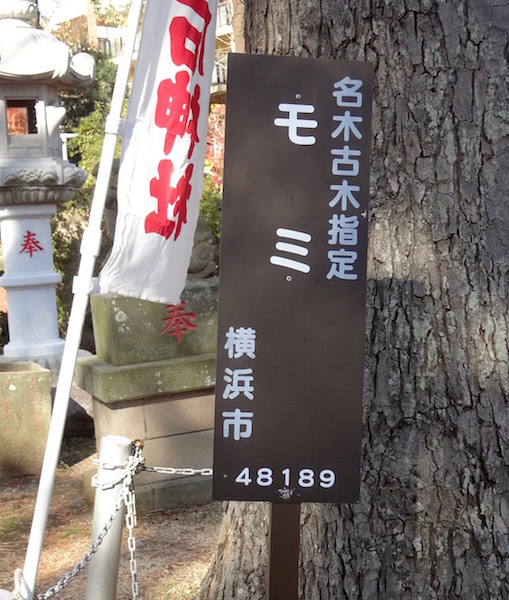 名木古木指定
モミ
横浜市
48189
奉
奉